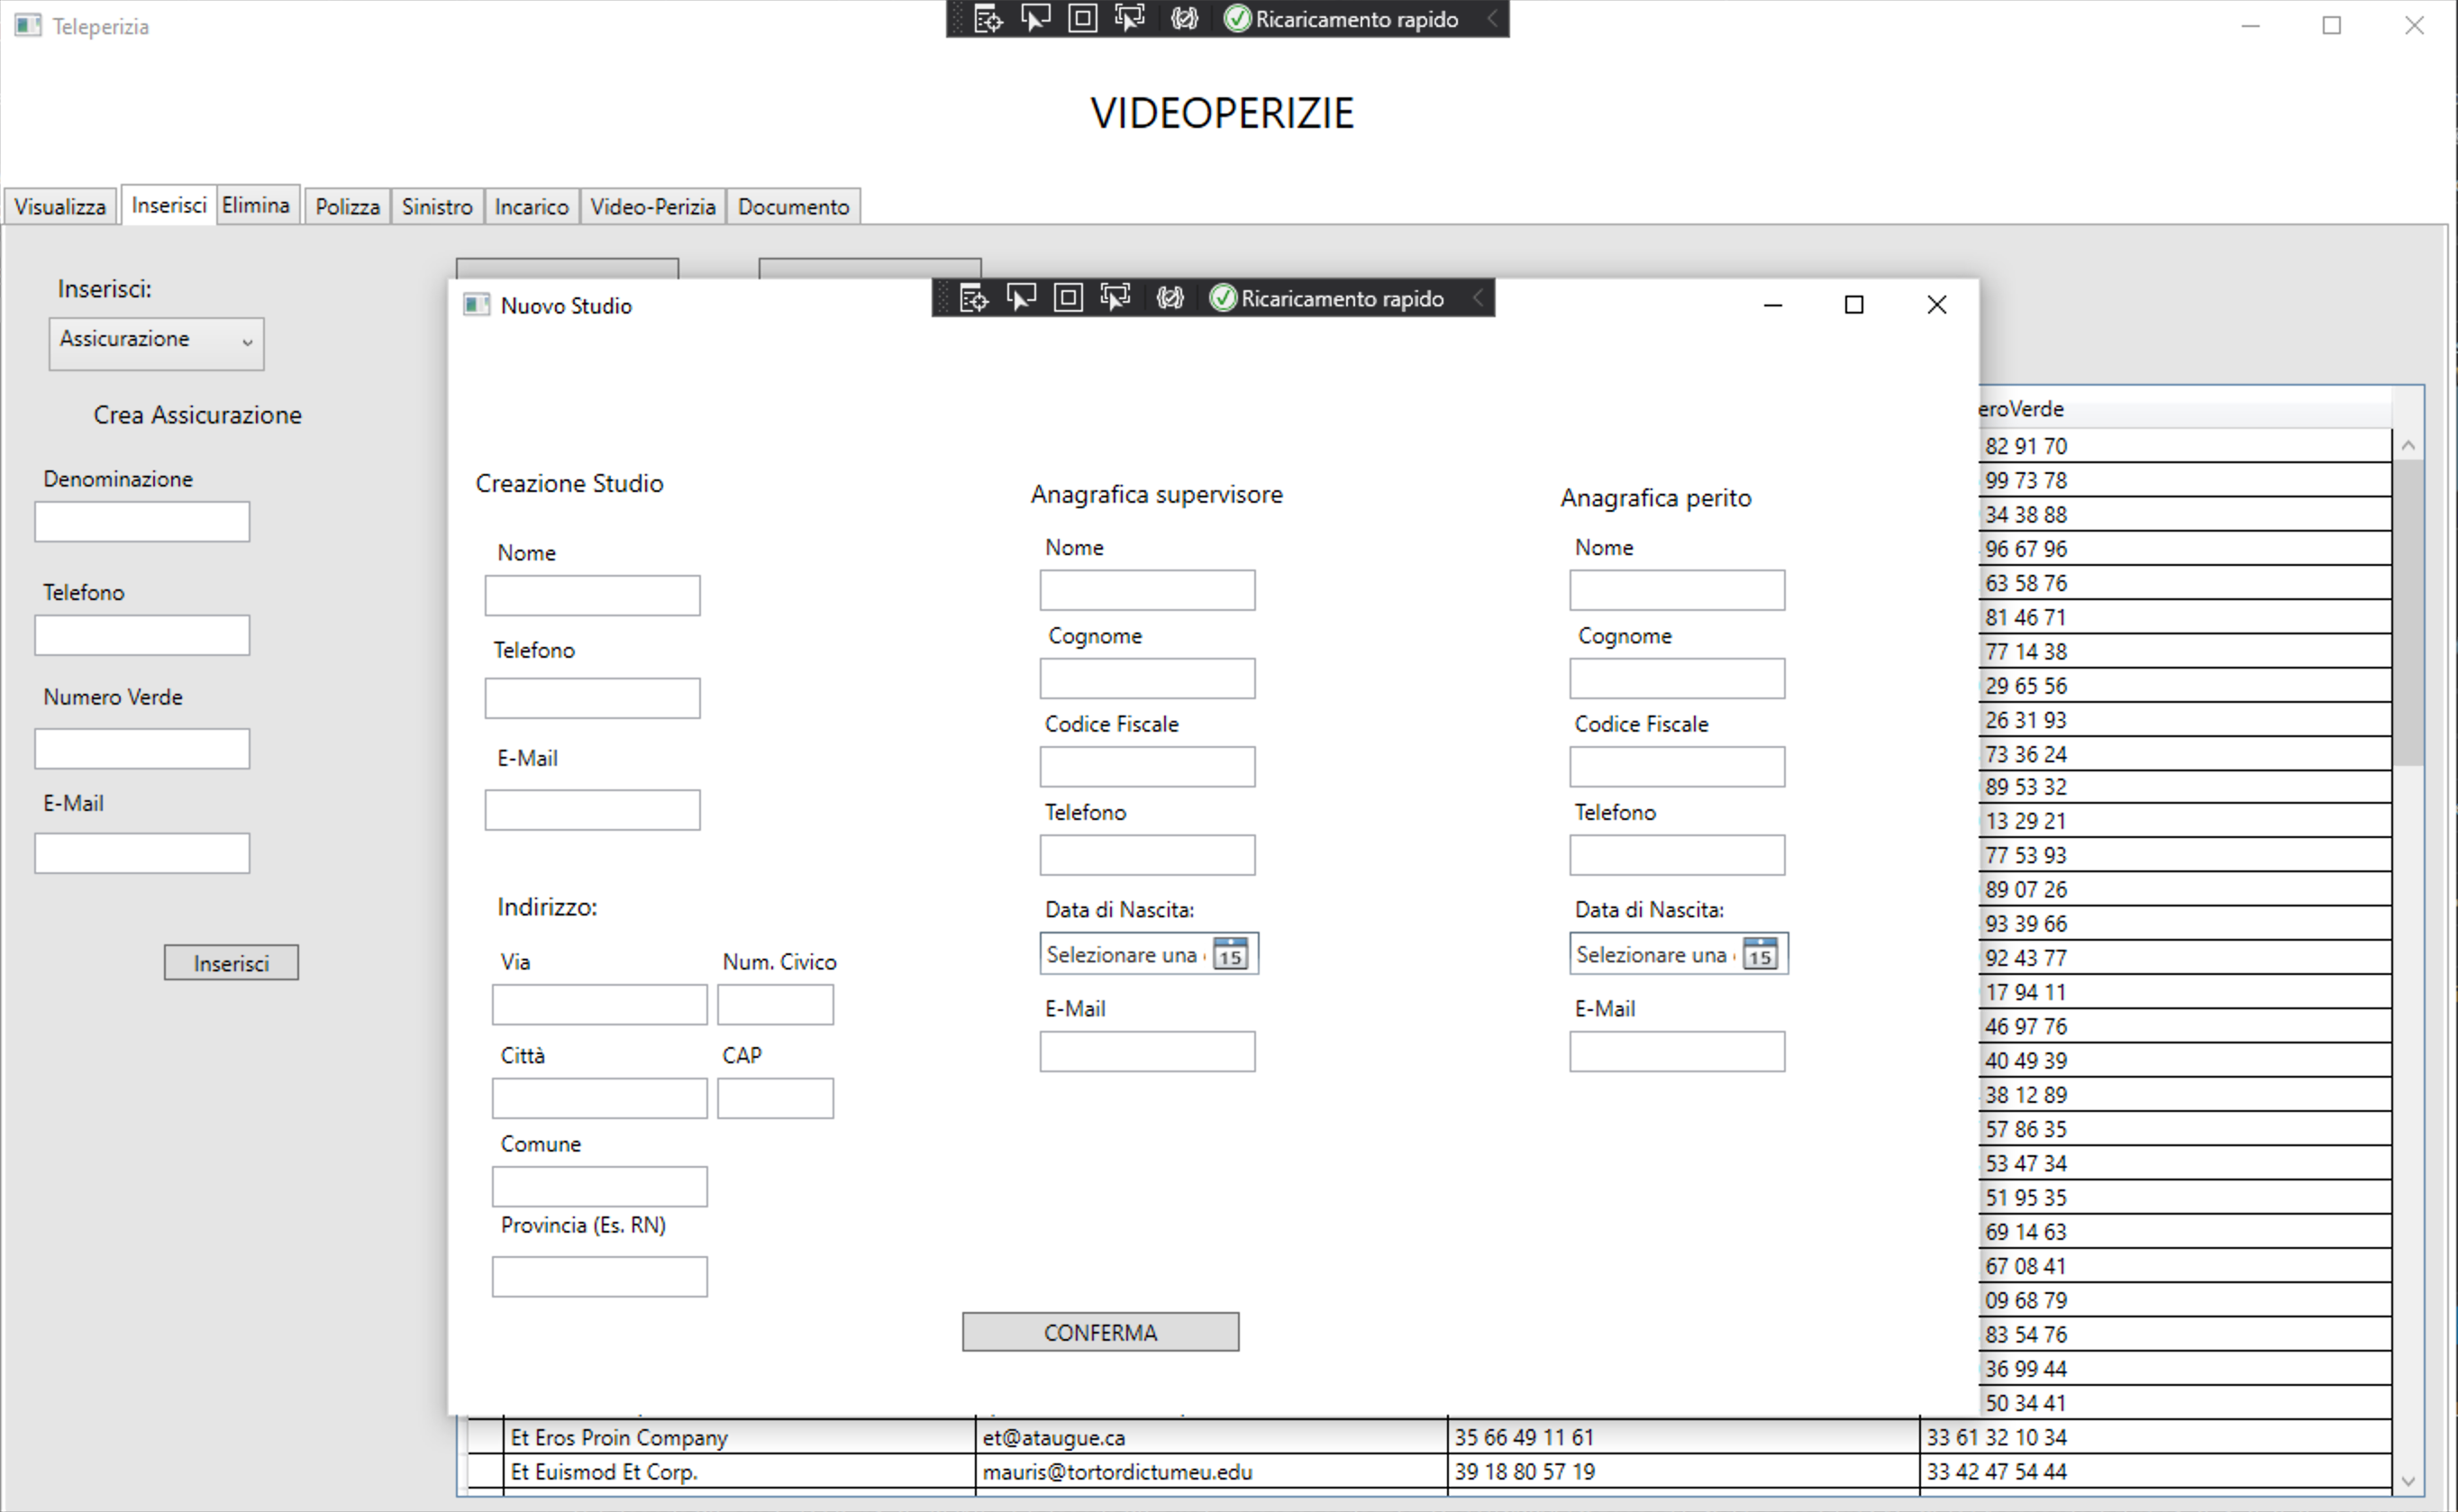 Teleperizia
Ricaricamento rapido
VIDEOPERIZIE
Visualizza Inserisci Elimina Polizza Sinistro Incarico Video-Perizia Documento
Inserisci:
Assicurazione
Crea Assicurazione
Denominazione
Telefono
Numero Verde
E-Mail
Inserisci
Nuovo Studio
Ricaricamento rapido
Creazione Studio
Nome
Telefono
E-Mail
Indirizzo:
Via Num. Civico
Città CAP
Comune
Provincia (Es. RN)
Anagrafica supervisore
Nome
Cognome
Codice Fiscale
Telefono
Data di Nascita:
Selezionare una
15
E-Mail
Anagrafica perito
Nome
Cognome
Codice Fiscale
Telefono
Data di Nascita:
Selezionare una
15
E-Mail
CONFERMA
eroVerde
82 91 70
99 73 78
34 38 88
96 67 96
63 58 76
81 46 71
77 14 38
29 65 56
26 31 93
73 36 24
89 53 32
13 29 21
77 53 93
89 07 26
93 39 66
92 43 77
17 94 11
46 97 76
40 49 39
38 12 89
57 86 35
53 47 34
51 95 35
69 14 63
67 08 41
09 68 79
83 54 76
36 99 44
50 34 41
Et Eros Proin Company et@ataugue.ca 35 66 49 11 61 33 61 32 10 34
Et Euismod Et Corp. mauris@tortordictumeu.edu 39 18 80 57 19 33 42 47 54 44